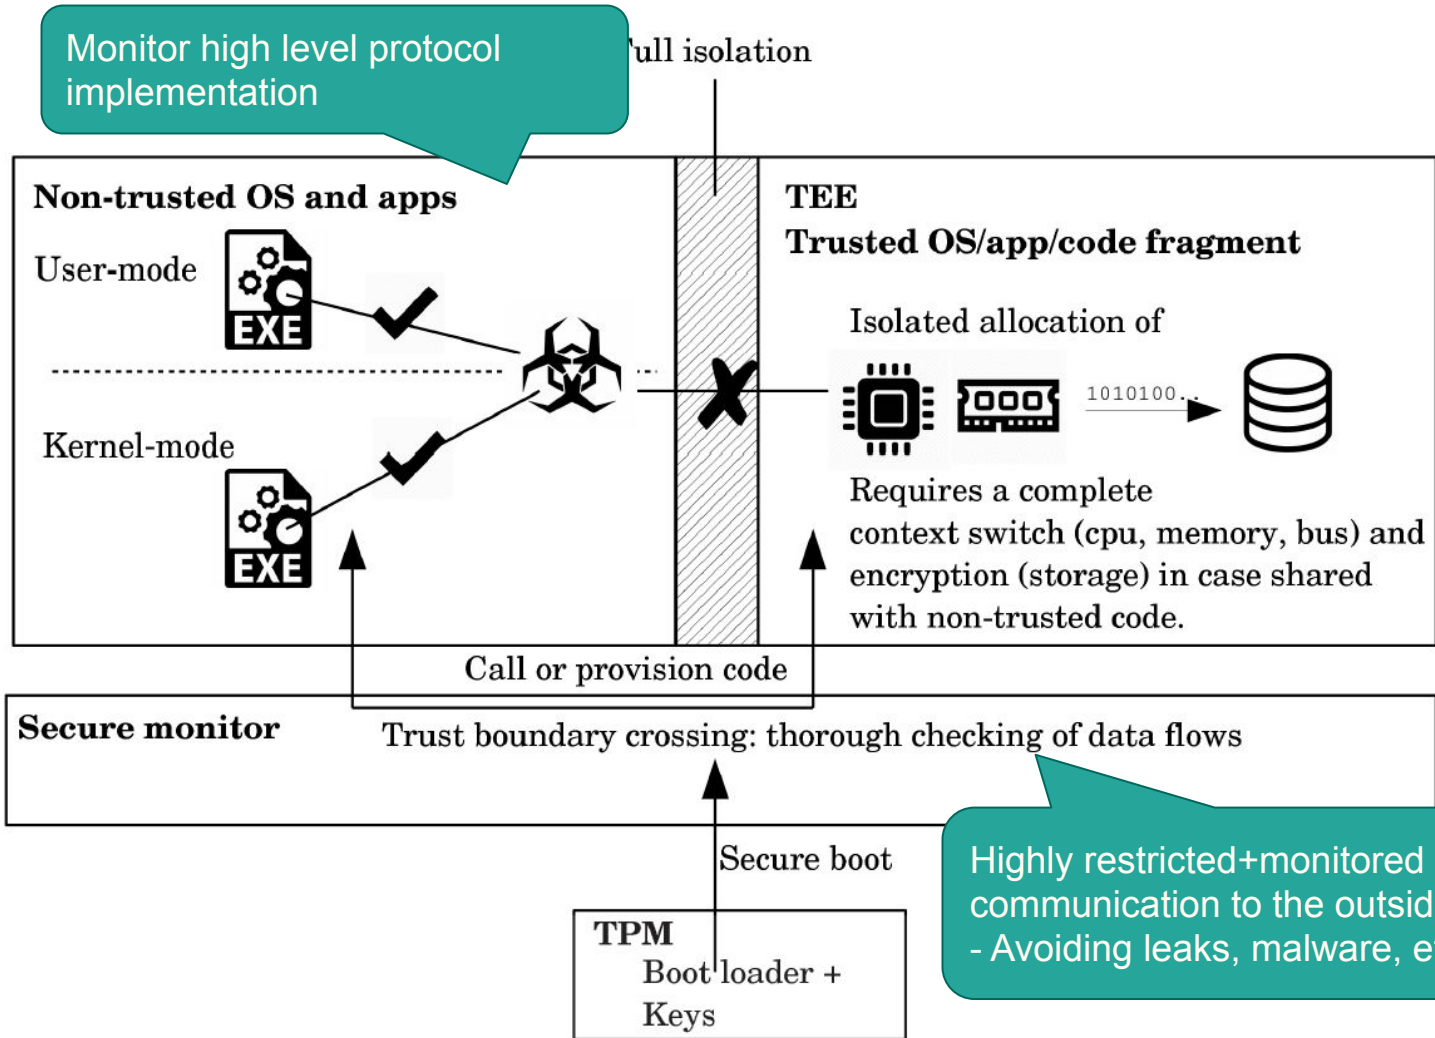 Monitor high level protocol
implementation
ull isolation
Non-trusted OS and apps
User-mode
EXE
Kernel-mode
EXE
TEE
Trusted OS/app/code fragment
Isolated allocation of
1010100..
Requires a complete
context switch (cpu, memory, bus) and
encryption (storage) in case shared
with non-trusted code.
Call or provision code
Secure monitor
Trust boundary crossing: thorough checking of data flows
Secure boot
Highly restricted+monitored
communication to the outsid
- Avoiding leaks, malware, e
TPM
Boot loader +
Keys